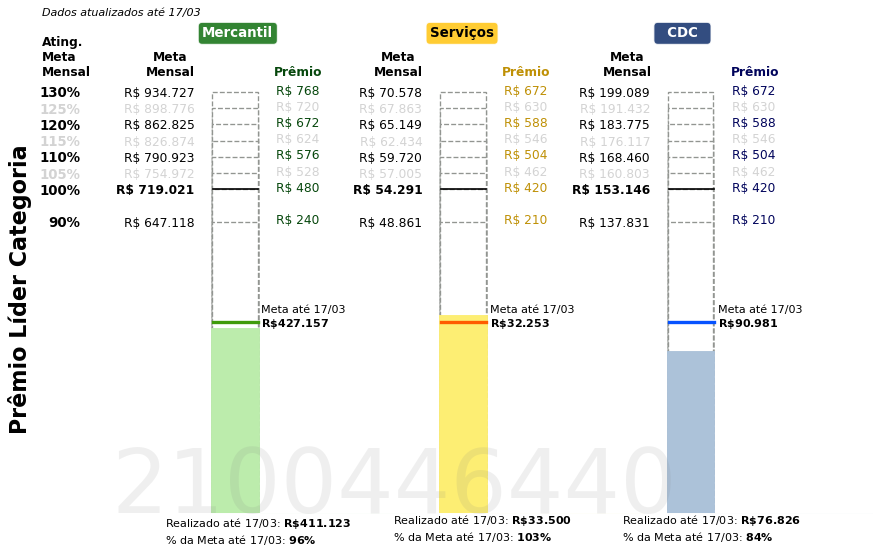 Dados atualizados até 17/03
Mercantil Serviços CDC
Ating. Meta Mensal Meta Mensal Prêmio Meta Mensal Prêmio Meta Mensal Prêmio
130% R$ 934.727 R$ 768 R$ 70.578 R$ 672 R$ 199.089 R$ 672
125% R$ 898.776 R$ 720 R$ 67.863 R$ 630 R$ 191.432 R$ 630
120% R$ 862.825 R$ 672 R$ 65.149 R$ 588 R$ 183.775 R$ 588
115% R$ 826.874 R$ 624 R$ 62.434 R$ 546 R$ 176.117 R$ 546
110% R$ 790.923 R$ 576 R$ 59.720 R$ 504 R$ 168.460 R$ 504
105% R$ 754.972 R$ 528 R$ 57.005 R$ 462 R$ 160.803 R$ 462
100% R$ 719.021 R$ 480 R$ 54.291 R$ 420 R$ 153.146 R$ 420
90% R$ 647.118 R$ 240 R$ 48.861 R$ 210 R$ 137.831 R$ 210
Prêmio Líder Categoria
Meta até 17/03 Meta até 17/03 Meta até 17/03
R$427.157 R$32.253 R$90.981
2100446440
Realizado até 17/03: R$411.123 Realizado até 17/03: R$33.500 Realizado até 17/03: R$76.826
% da Meta até 17/03: 96% % da Meta até 17/03: 103% % da Meta até 17/03: 84%